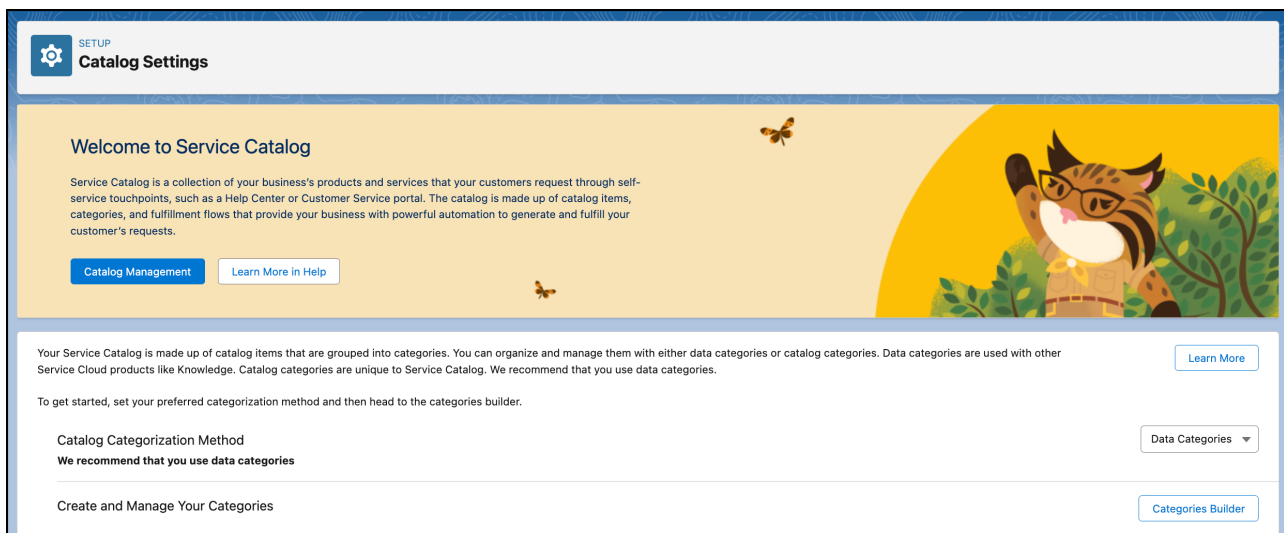 SETUP
Catalog Settings
Welcome to Service Catalog
Service Catalog is a collection of your business's products and services that your customers request through self-
service touchpoints, such as a Help Center or Customer Service portal. The catalog is made up of catalog items,
categories, and fulfillment flows that provide your business with powerful automation to generate and fulfill your
customer's requests.
Catalog Management
Learn More in Help
Your Service Catalog is made up of catalog items that are grouped into categories. You can organize and manage them with either data categories or catalog categories. Data categories are used with other
Service Cloud products like Knowledge. Catalog categories are unique to Service Catalog. We recommend that you use data categories.
Learn More
To get started, set your preferred categorization method and then head to the categories builder.
Catalog Categorization Method
We recommend that you use data categories
Data Categories
Create and Manage Your Categories
Categories Builder